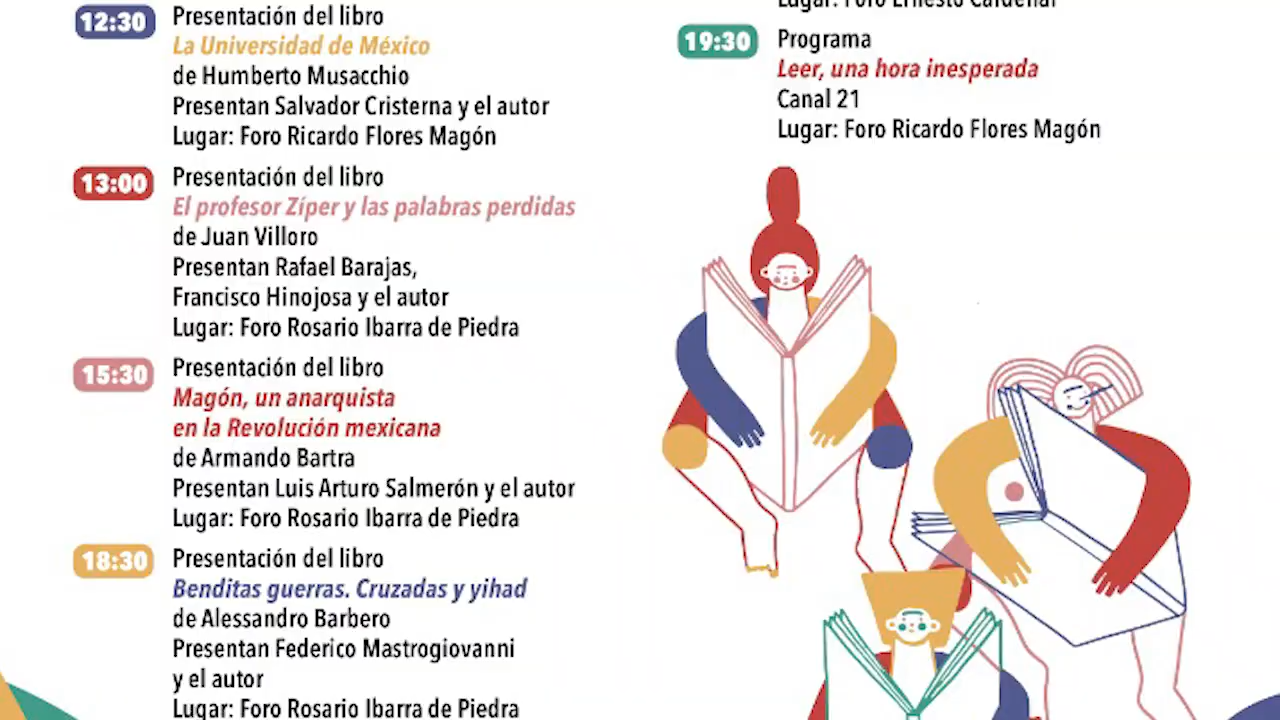 12:30
Presentación del libro
La Universidad de México
de Humberto Musacchio
Presentan Salvador Cristerna y el autor
Lugar: Foro Ricardo Flores Magón
13:00
Presentación del libro
El profesor Zíper y las palabras perdidas
de Juan Villoro
Presentan Rafael Barajas,
Francisco Hinojosa y el autor
Lugar: Foro Rosario Ibarra de Piedra
15:30
Presentación del libro
Magón, un anarquista
en la Revolución mexicana
de Armando Bartra
Presentan Luis Arturo Salmerón y el autor
Lugar: Foro Rosario Ibarra de Piedra
18:30
Presentación del libro
Benditas guerras. Cruzadas y yihad
de Alessandro Barbero
Presentan Federico Mastrogiovanni
y el autor
Lugar: Foro Rosario Ibarra de Piedra
Lugar: Foro Ernesto Cardenal
19:30
Programa
Leer, una hora inesperada
Canal 21
Lugar: Foro Ricardo Flores Magón